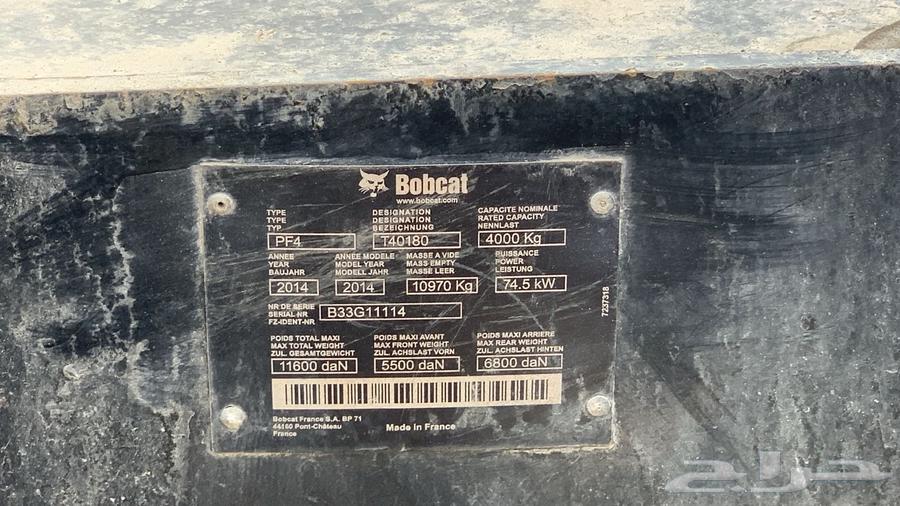 Bobcat
www.bobcat.com
TYPE DESIGNATION CAPACITE NOMINALE
TYPE DESIGNATION RATED CAPACITY
TYP. BEZEICHNUNG NENNLAST
PF4 T40180 4000 Kg
ANNEE ANNEE MODELE MASSE A VIDE PUISSANCE
YEAR MODEL YEAR MASS EMPTY POWER
BAUJAHR MODELL JAHR MASSE LEER LEISTUNG
2014 2014 10970 Kg 74.5 kW
NR DE SERIE
SERIAL-NR B33G11114
FZ-IDENT-NR
7237318
POIDS TOTAL MAXI POIDS MAXI AVANT POIDS MAXI ARRIERE
MAX TOTAL WEIGHT MAX FRONT WEIGHT MAX REAR WEIGHT
ZUL. GESAMTGEWICHT ZUL. ACHSLAST VORN ZUL. ACHSLAST HINTEN
11600 daN 5500 daN 6800 daN
Bobcat France S.A. BP 71
44160 Pont-Château
France
Made in France
حراج